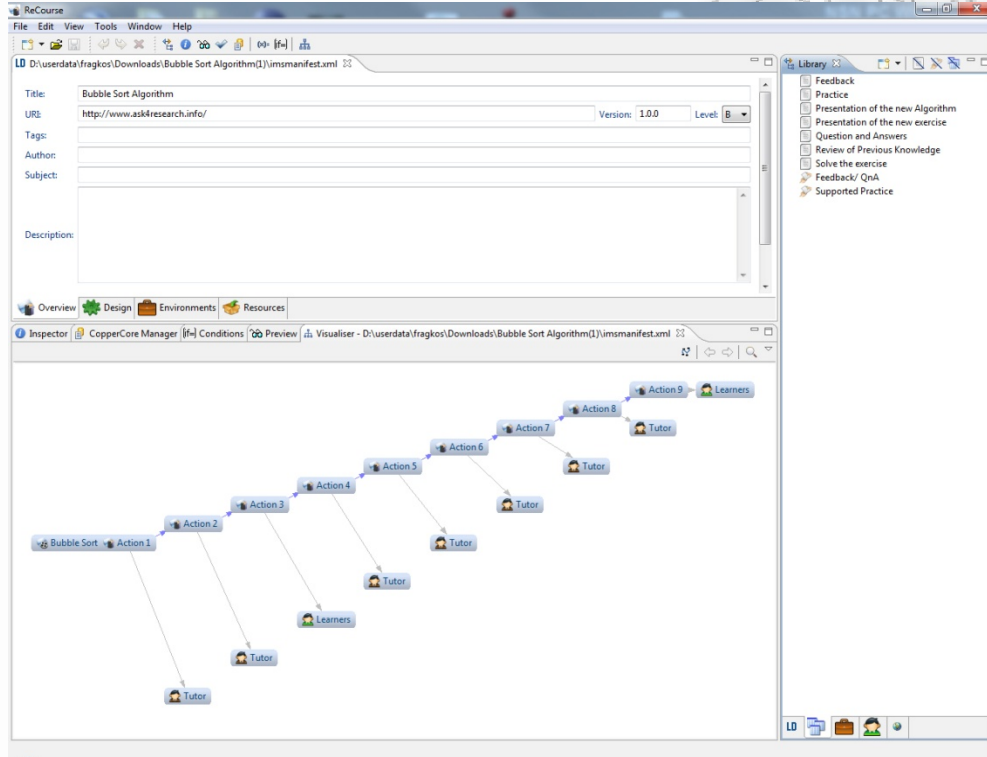 ReCourse
File Edit View Tools Window Help
LD D:\userdata\fragkos\Downloads\Bubble Sort Algorithm(1)\imsmanifest.xml
Title: Bubble Sort Algorithm
URI: http://www.ask4research.info/ Version: 1.0.0 Level: B
Tags:
Author:
Subject:
Description:
Overview Design Environments Resources
Inspector CopperCore Manager {if=} Conditions Preview Visualiser - D:\userdata\fragkos\Downloads\Bubble Sort Algorithm(1)\imsmanifest.xml
Action 9 Learners
Action 8
Action 7 Tutor
Action 6
Action 5 Tutor
Action 4
Action 3 Tutor
Action 2
Bubble Sort Action 1 Tutor
Tutor
Learners
Tutor
Tutor
Library
Feedback
Practice
Presentation of the new Algorithm
Presentation of the new exercise
Question and Answers
Review of Previous Knowledge
Solve the exercise
Feedback/ QnA
Supported Practice
LD